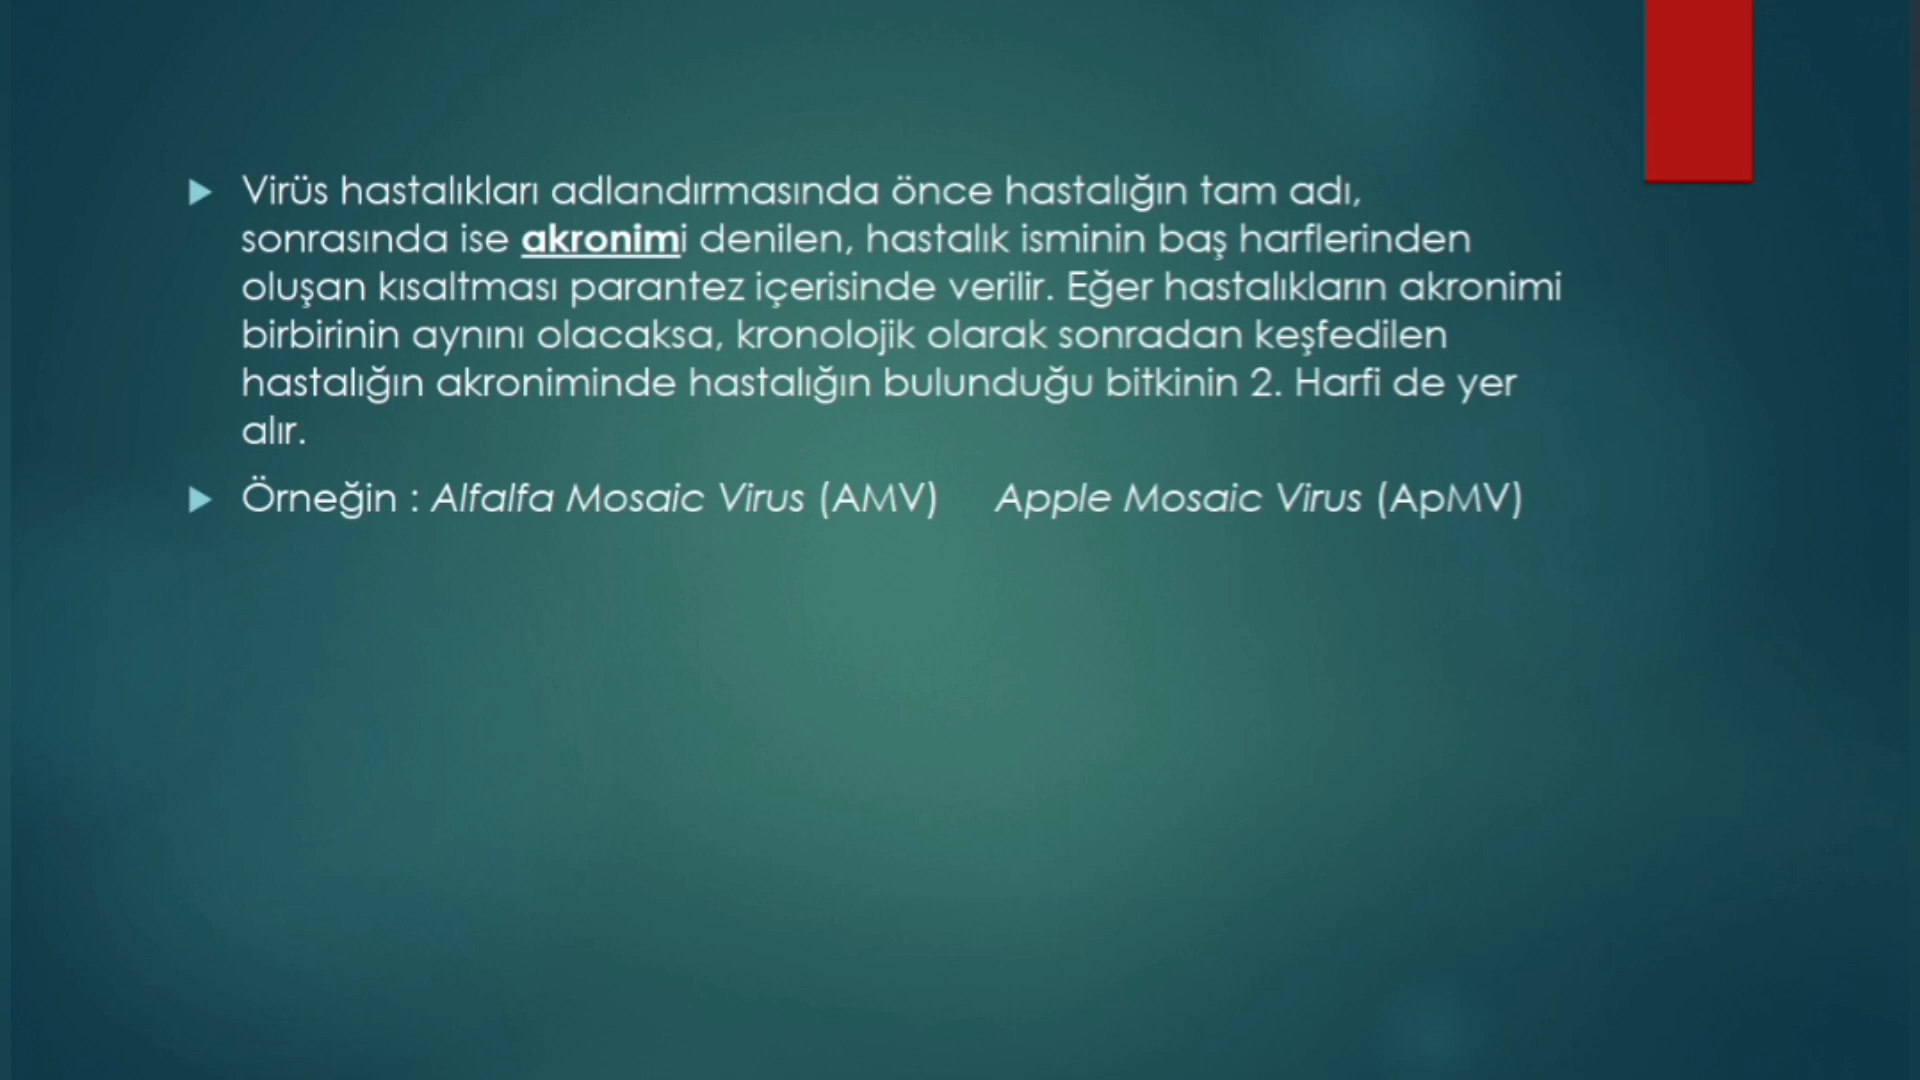 Virüs hastalıkları adlandırmasında önce hastalığın tam adı,
sonrasında ise akronimi denilen, hastalık isminin baş harflerinden
oluşan kısaltması parantez içerisinde verilir. Eğer hastalıkların akronimi
birbirinin aynını olacaksa, kronolojik olarak sonradan keşfedilen
hastalığın akroniminde hastalığın bulunduğu bitkinin 2. Harfi de yer
alır.
Örneğin : Alfalfa Mosaic Virus (AMV) Apple Mosaic Virus (ApMV)